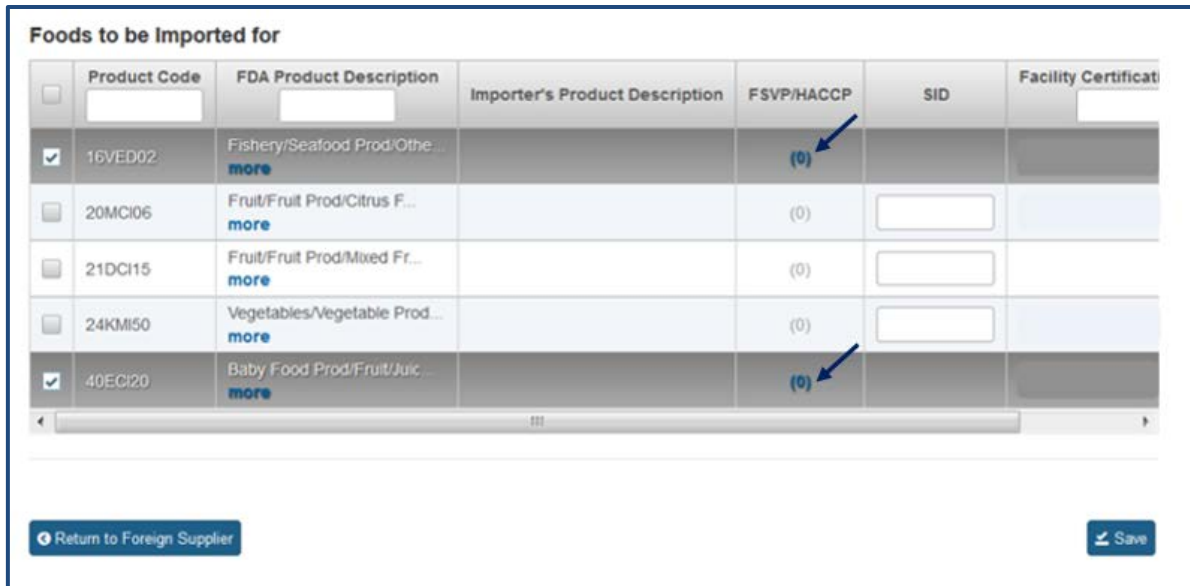 Foods to be Imported for
Product Code
FDA Product Description
Importer's Product Description
FSVP/HACCP
SID
Facility Certificati
16VED02
Fishery/Seafood Prod/Othe...
more
(0)
20MCI06
Fruit/Fruit Prod/Citrus F...
more
(0)
21DCI15
Fruit/Fruit Prod/Mixed Fr...
more
(0)
24KMI50
Vegetables/Vegetable Prod...
more
(0)
40ECI20
Baby Food Prod/Fruit/Juic...
more
(0)
Return to Foreign Supplier
Save